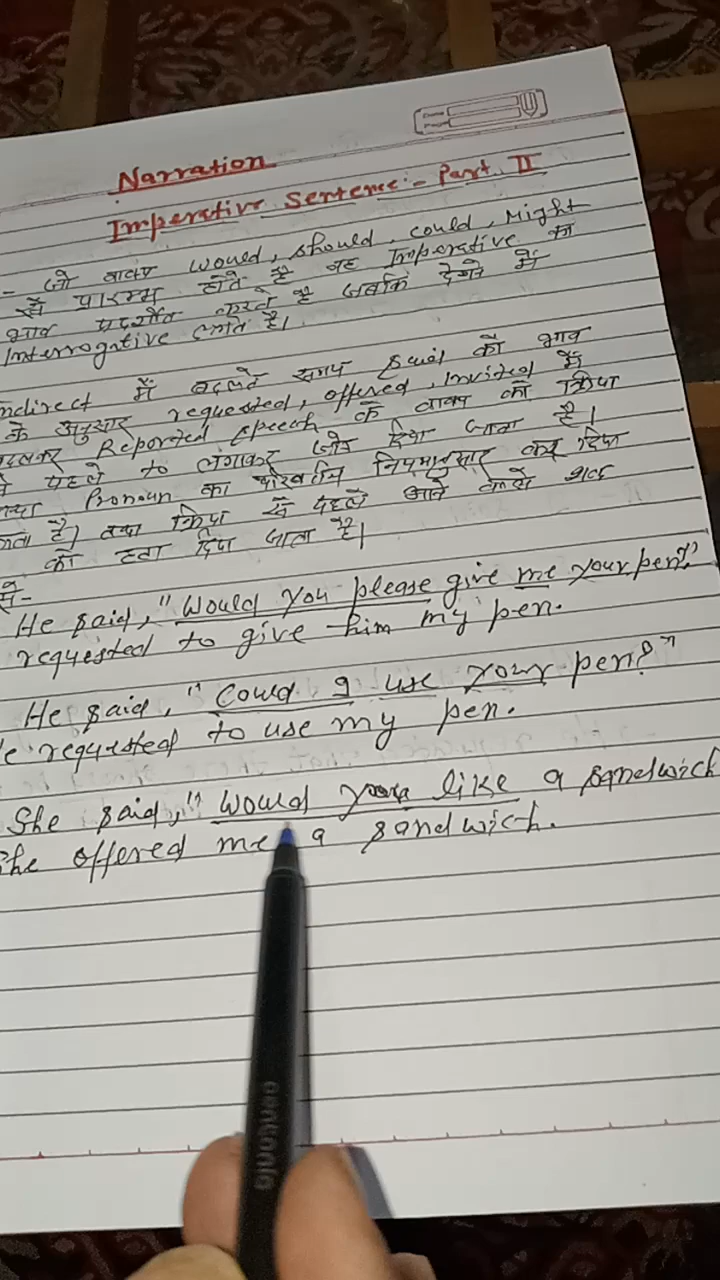 Narration
Imperative Sentence:- Part II
- जो वाक्य would, should, could, Might
से प्रारम्भ होते है वह Imperative का
भाव प्रदर्शित करते है जबकि देखने में
Interrogative लगते है।
ndirect में बदलते समय said को भाव
के अनुसार requested, offered, invited में
दलकर Reported speech के वाक्य की क्रिया
पहले to लगाकर जोड़ दिया जाता है।
Pronoun का परिवर्तन नियमानुसार कर दिया
है। तथा क्रिया से पहले आने वाले शब्द
को हटा दिया जाता है।
He said, "Would you please give me your pen?"
requested to give him my pen.
He said, "Could I use your pen?"
e requested to use my pen.
She said, "Would you like a sandwich
he offered me a sandwich.
pentonic